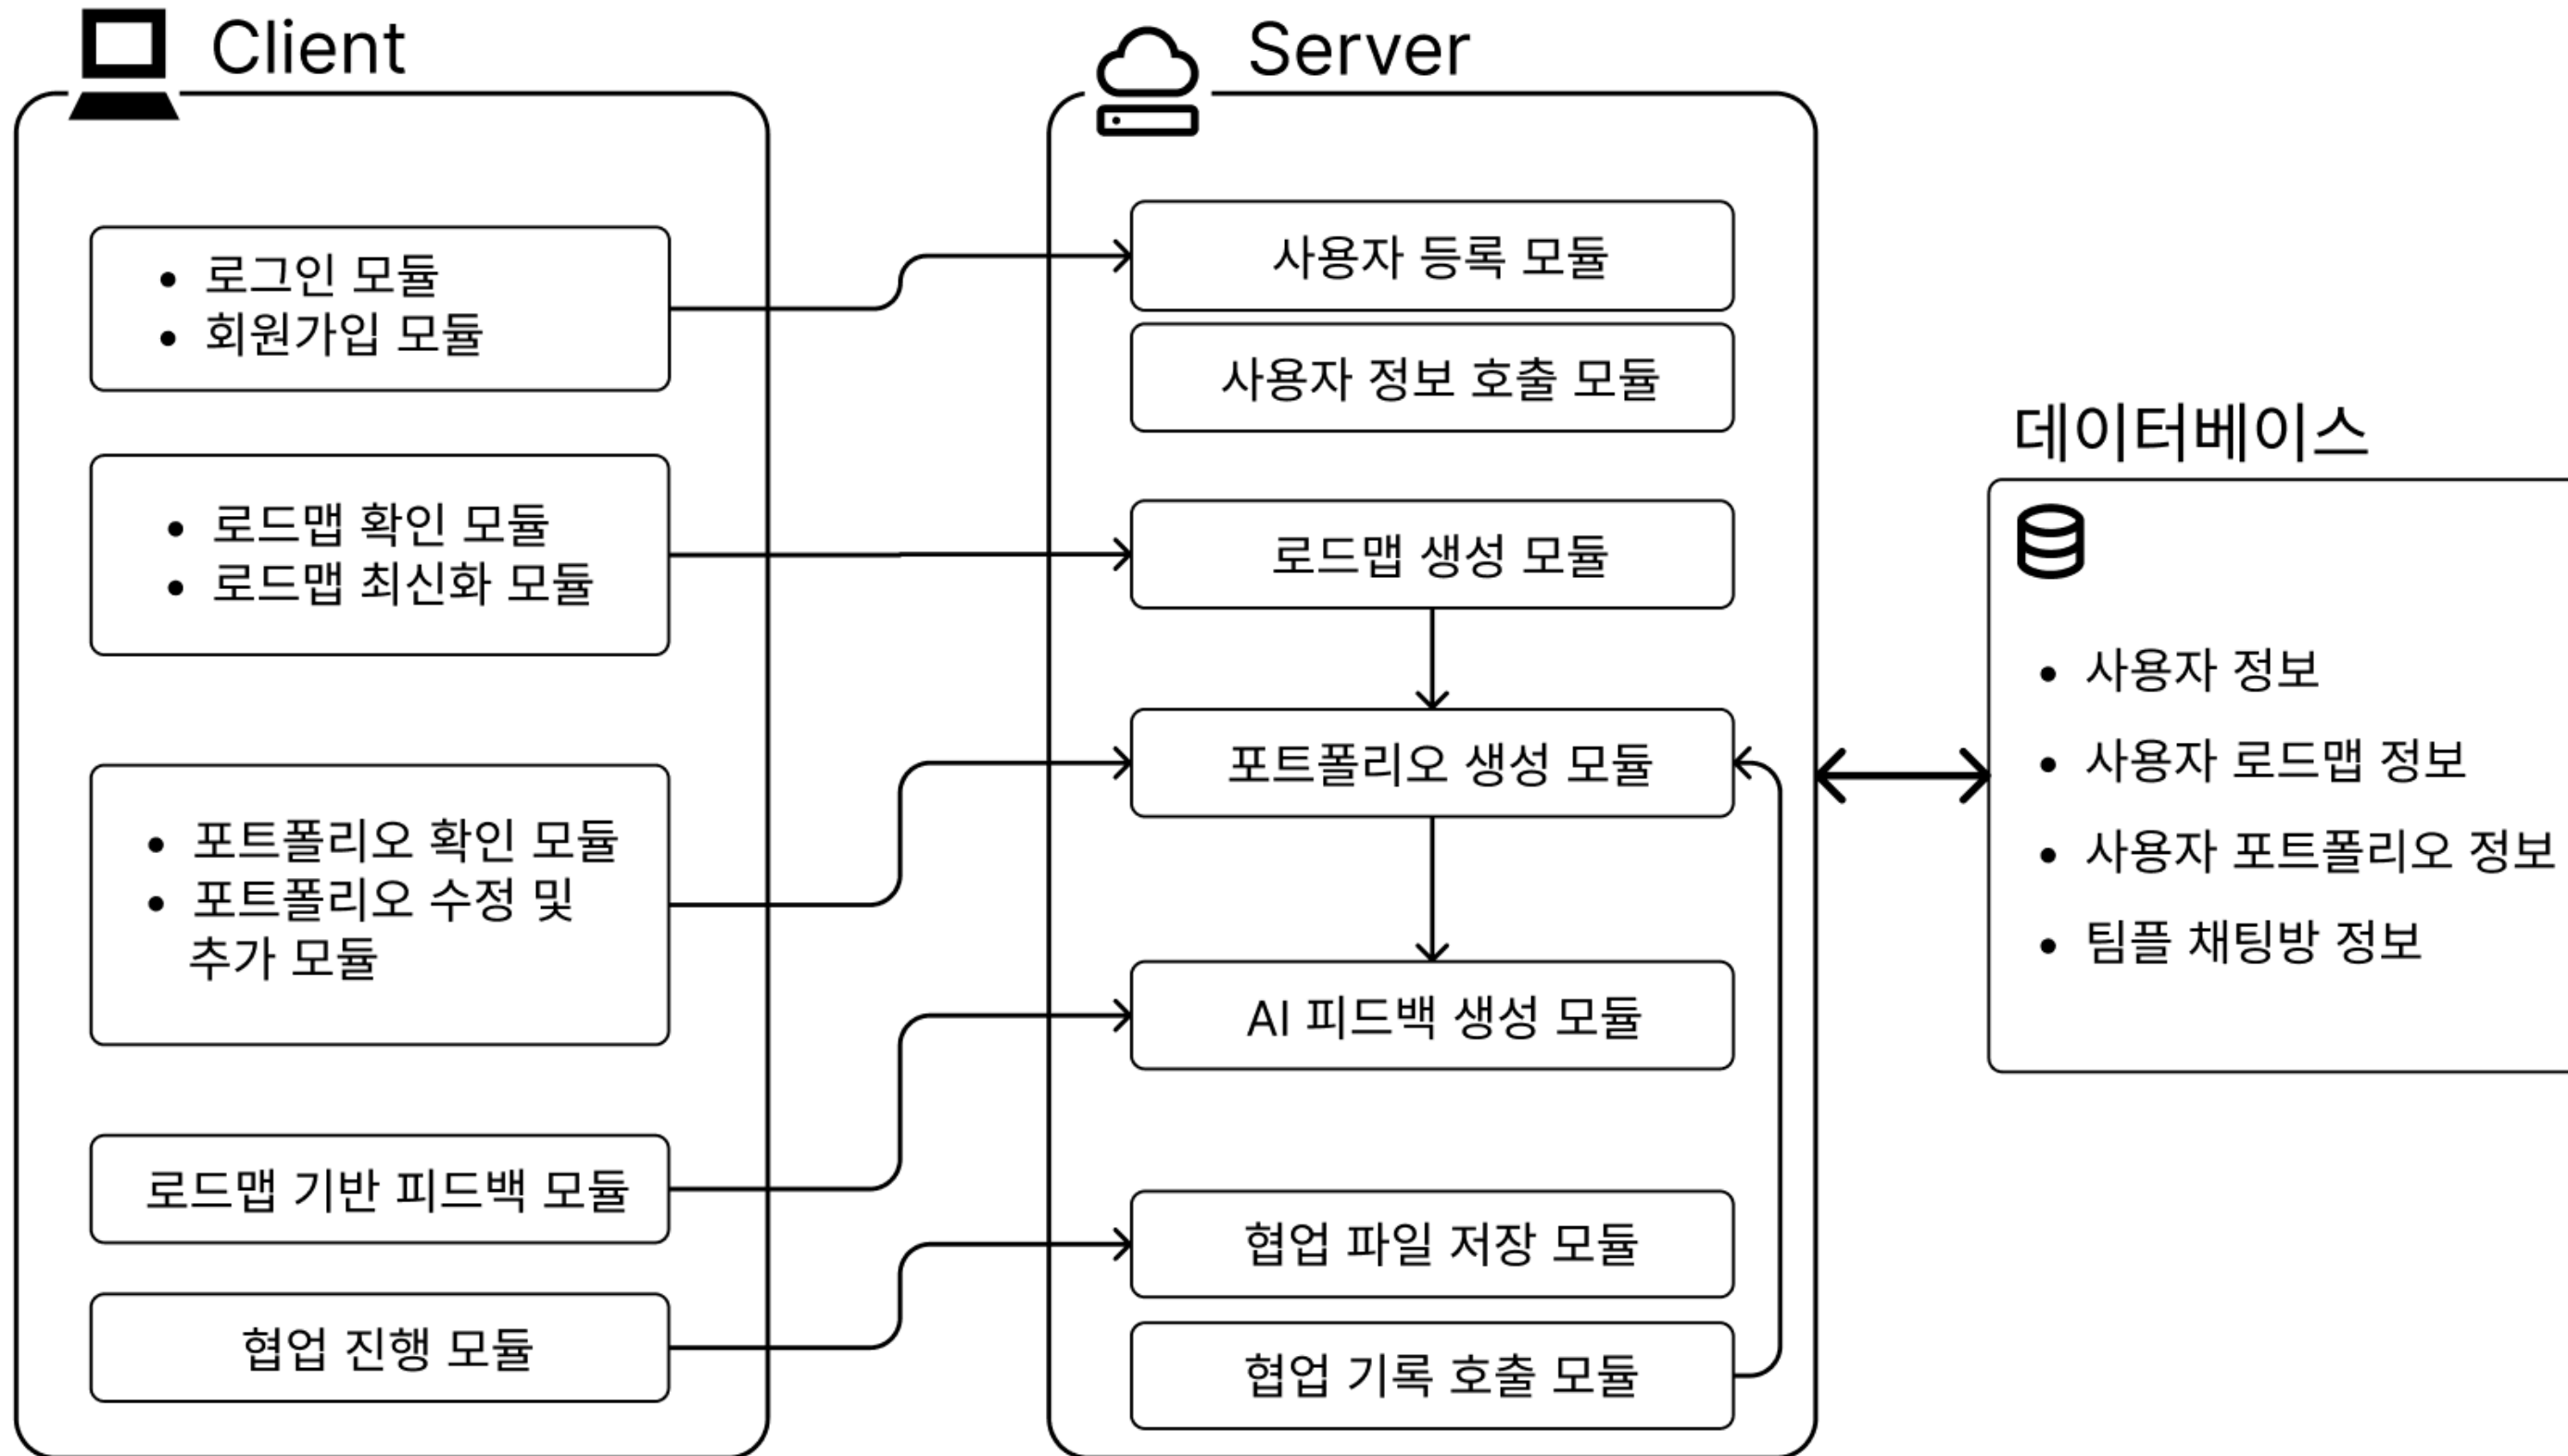 Client
• 로그인 모듈
• 회원가입 모듈
• 로드맵 확인 모듈
• 로드맵 최신화 모듈
• 포트폴리오 확인 모듈
• 포트폴리오 수정 및
추가 모듈
로드맵 기반 피드백 모듈
협업 진행 모듈
Server
사용자 등록 모듈
사용자 정보 호출 모듈
로드맵 생성 모듈
포트폴리오 생성 모듈
AI 피드백 생성 모듈
협업 파일 저장 모듈
협업 기록 호출 모듈
데이터베이스
• 사용자 정보
• 사용자 로드맵 정보
• 사용자 포트폴리오 정보
• 팀플 채팅방 정보